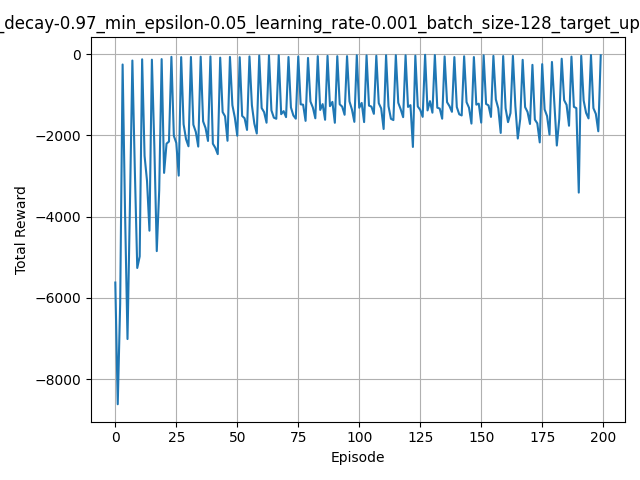 _decay-0.97_min_epsilon-0.05_learning_rate-0.001_batch_size-128_target_up
0
−2000
−4000
−6000
−8000
Total Reward
0 25 50 75 100 125 150 175 200
Episode